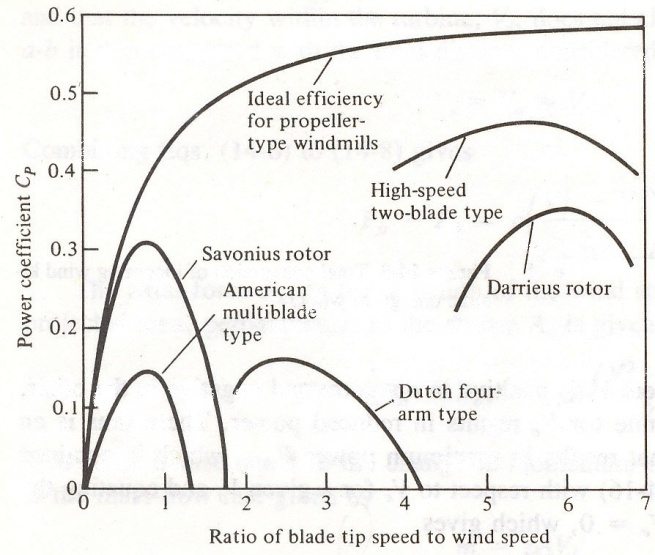 0.6
0.5
0.4
0.3
0.2
0.1
0
Power coefficient C_P
Ideal efficiency
for propeller-
type windmills
High-speed
two-blade type
Savonius rotor
American
multiblade
type
Darrieus rotor
Dutch four-
arm type
0 1 2 3 4 5 6 7
Ratio of blade tip speed to wind speed